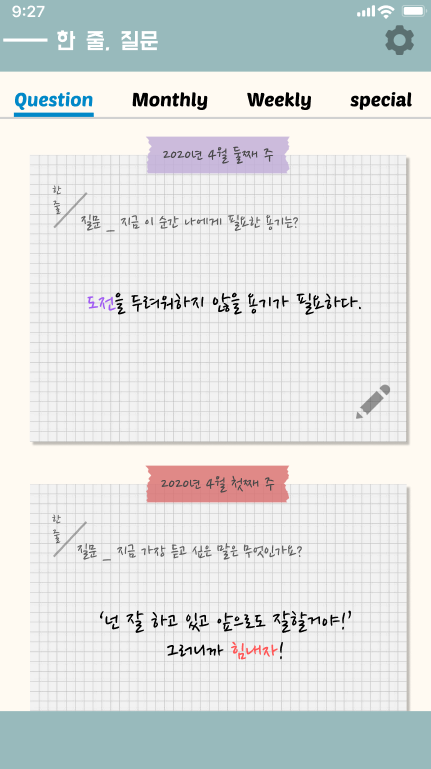 9:27
한 줄, 질문
Question Monthly Weekly special
2020년 4월 둘째 주
한
줄
질문 _ 지금 이 순간 나에게 필요한 용기는?
도전을 두려워하지 않을 용기가 필요하다.
2020년 4월 첫째 주
한
줄
질문 _ 지금 가장 듣고 싶은 말은 무엇인가요?
‘넌 잘 하고 있고 앞으로도 잘할거야!’
그러니까 힘내자!